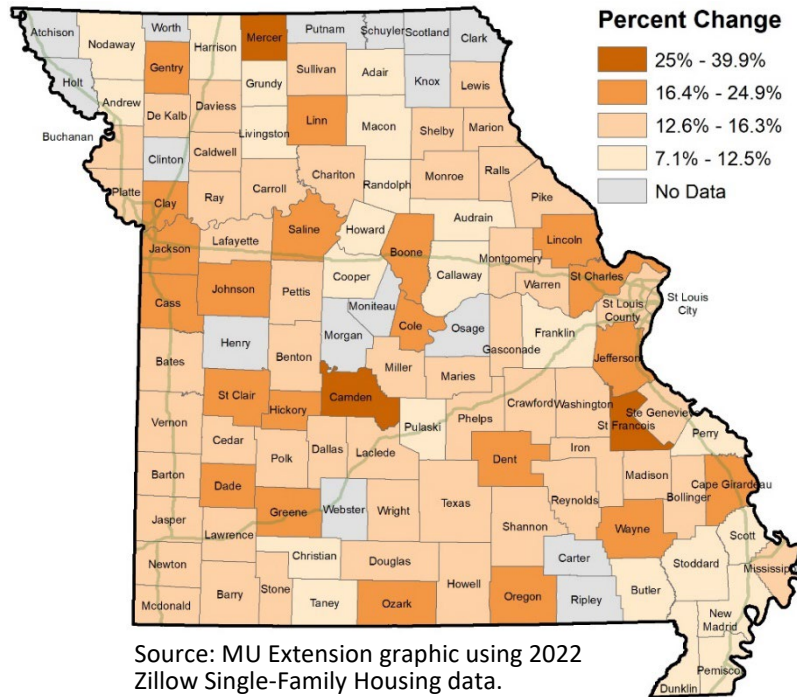 Percent Change
25% - 39.9%
16.4% - 24.9%
12.6% - 16.3%
7.1% - 12.5%
No Data
Atchison
Nodaway
Worth
Harrison
Mercer
Putnam
Schuyler
Scotland
Clark
Gentry
Sullivan
Adair
Knox
Lewis
Holt
Grundy
Andrew
De Kalb
Daviess
Linn
Livingston
Macon
Shelby
Marion
Buchanan
Clinton
Caldwell
Chariton
Monroe
Ralls
Platte
Ray
Carroll
Randolph
Pike
Clay
Audrain
Saline
Howard
Boone
Lincoln
Jackson
Lafayette
Montgomery
Cooper
Callaway
St Charles
Warren
Cass
Johnson
Pettis
Moniteau
St Louis
County
St Louis
City
Cole
Osage
Henry
Morgan
Franklin
Gasconade
Jefferson
Bates
Benton
Miller
Maries
St Clair
Camden
Crawford
Washington
Ste Genevieve
Hickory
Phelps
St Francois
Vernon
Pulaski
Perry
Cedar
Iron
Polk
Dallas
Laclede
Dent
Barton
Madison
Cape Girardeau
Dade
Reynolds
Bollinger
Greene
Webster
Wright
Texas
Jasper
Shannon
Wayne
Lawrence
Scott
Christian
Carter
Newton
Douglas
Stoddard
Mississippi
Howell
Barry
Stone
Taney
Ozark
Oregon
Ripley
Butler
Mcdonald
New
Madrid
Pemiscot
Dunklin
Source: MU Extension graphic using 2022
Zillow Single-Family Housing data.